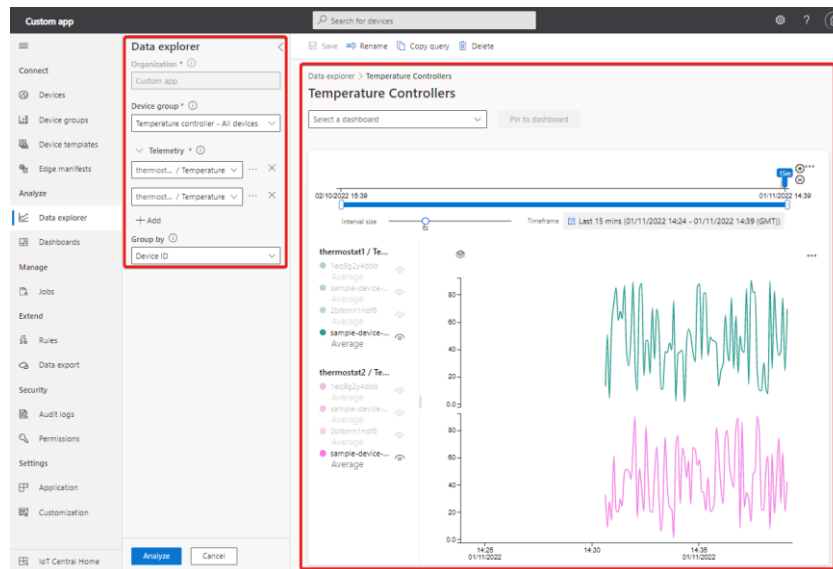 Custom app
Search for devices
?
Connect
Devices
Device groups
Device templates
Edge manifests
Analyze
Data explorer
Dashboards
Manage
Jobs
Extend
Rules
Data export
Security
Audit logs
Permissions
Settings
Application
Customization
IoT Central Home
Data explorer
Organization *
Custom app
Device group *
Temperature controller - All devices
Telemetry *
thermost... / Temperature
thermost... / Temperature
+ Add
Group by
Device ID
Analyze
Cancel
Save
Rename
Copy query
Delete
Data explorer > Temperature Controllers
Temperature Controllers
Select a dashboard
Pin to dashboard
15m
02/10/2022 15:39
01/11/2022 14:39
Interval size
Timeframe
Last 15 mins (01/11/2022 14:24 - 01/11/2022 14:39 (GMT))
thermostat1 / Te...
1eq9g2y4dob
Average
sample-device-...
Average
2btkmn1nof8
Average
sample-device-...
Average
thermostat2 / Te...
1eq9g2y4dob
Average
sample-device-...
Average
2btkmn1nof8
Average
sample-device-...
Average
80
60
40
20
0.0
80
60
40
20
0.0
14:25
01/11/2022
14:30
14:35
01/11/2022